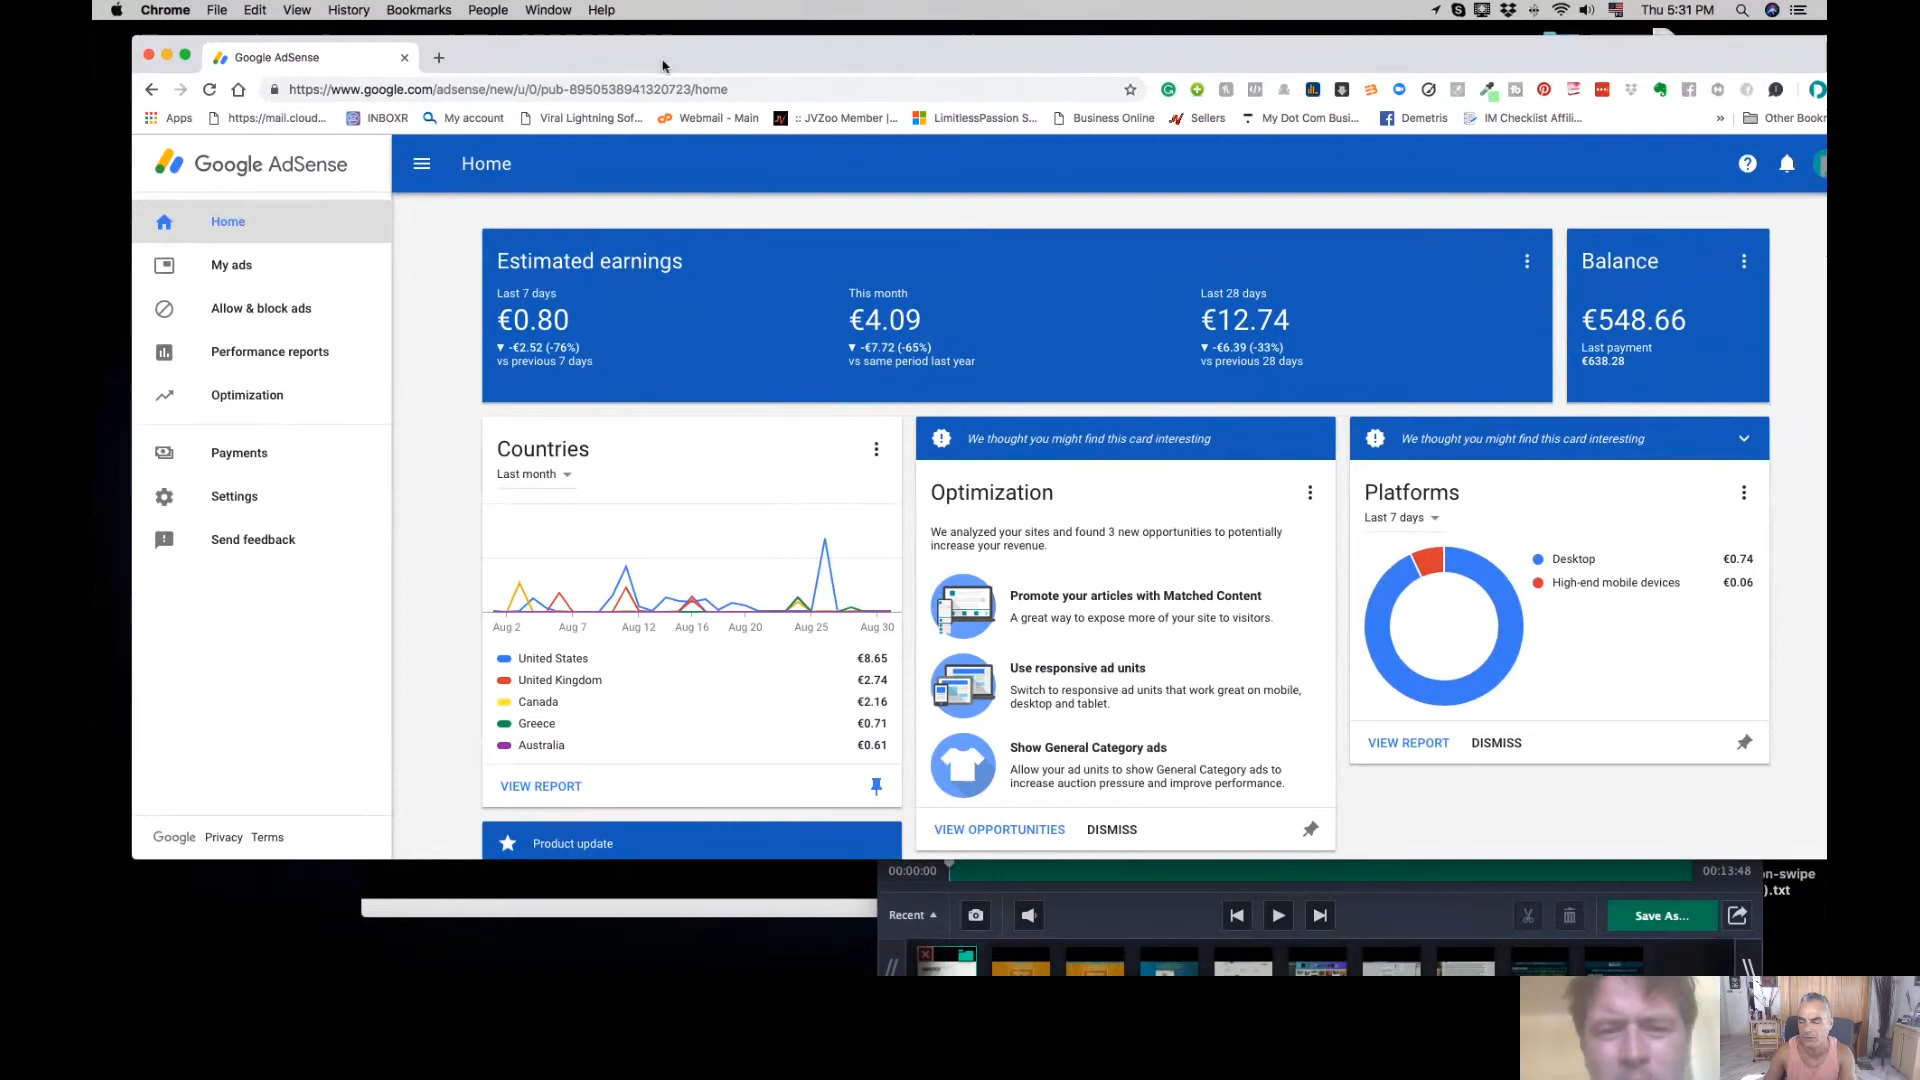 Chrome File Edit View History Bookmarks People Window Help
Thu 5:31 PM
Google AdSense
https://www.google.com/adsense/new/u/0/pub-8950538941320723/home
Apps https://mail.cloud... INBOXR My account Viral Lightning Sof... Webmail - Main :: JVZoo Member |... LimitlessPassion S... Business Online Sellers My Dot Com Busi... Demetris IM Checklist Affili... » Other Bookr
Google AdSense
Home
Home
My ads
Allow & block ads
Performance reports
Optimization
Payments
Settings
Send feedback
Google Privacy Terms
Estimated earnings
Last 7 days
€0.80
-€2.52 (-76%)
vs previous 7 days
This month
€4.09
-€7.72 (-65%)
vs same period last year
Last 28 days
€12.74
-€6.39 (-33%)
vs previous 28 days
Balance
€548.66
Last payment
€638.28
Countries
Last month
Aug 2 Aug 7 Aug 12 Aug 16 Aug 20 Aug 25 Aug 30
United States €8.65
United Kingdom €2.74
Canada €2.16
Greece €0.71
Australia €0.61
VIEW REPORT
Product update
We thought you might find this card interesting
Optimization
We analyzed your sites and found 3 new opportunities to potentially
increase your revenue.
Promote your articles with Matched Content
A great way to expose more of your site to visitors.
Use responsive ad units
Switch to responsive ad units that work great on mobile,
desktop and tablet.
Show General Category ads
Allow your ad units to show General Category ads to
increase auction pressure and improve performance.
VIEW OPPORTUNITIES DISMISS
We thought you might find this card interesting
Platforms
Last 7 days
Desktop €0.74
High-end mobile devices €0.06
VIEW REPORT DISMISS
00:00:00 00:13:48
on-swipe
).txt
Recent
Save As...